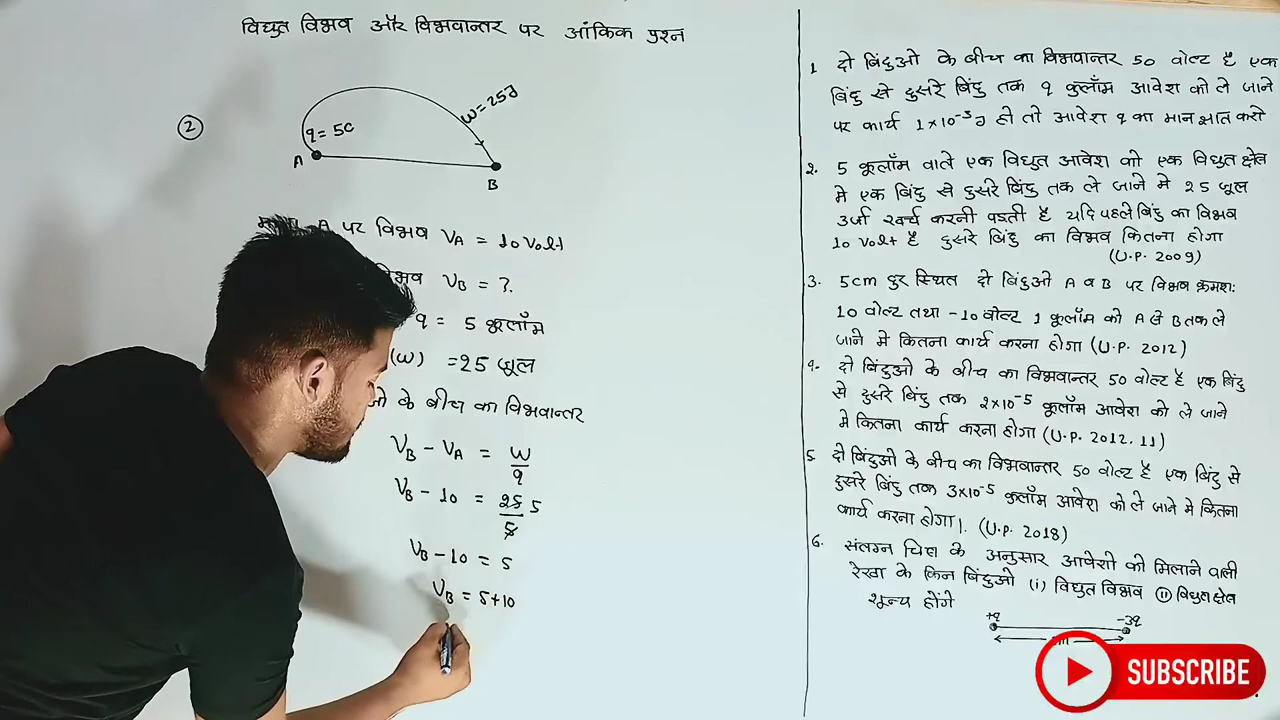 विद्युत विभव और विभवान्तर पर आंकिक प्रश्न
②
q = 5C
W = 25J
A
B
A पर विभव VA = 10 Volt
विभव VB = ?
q = 5 कूलॉम
(W) = 25 जूल
ओ के बीच का विभवान्तर
VB - VA = W/q
VB - 10 = 25/5 5
VB - 10 = 5
VB = 5+10
1 दो बिंदुओ के बीच का विभवान्तर 50 वोल्ट है एक
बिंदु से दुसरे बिंदु तक q कुलॉम आवेश को ले जाने
पर कार्य 1×10⁻³J हो तो आवेश q का मान ज्ञात करो
2. 5 कूलॉम वाले एक विद्युत आवेश को एक विद्युत क्षेत्र
मे एक बिंदु से दुसरे बिंदु तक ले जाने मे 25 जूल
उर्जा खर्च करनी पडती है यदि पहले बिंदु का विभव
10 Volt है दुसरे बिंदु का विभव कितना होगा
(U.P. 2009)
3. 5cm दुर स्थित दो बिंदुओ A व B पर विभव क्रमशः
10 वोल्ट तथा -10 वोल्ट 1 कूलॉम को A से B तक ले
जाने मे कितना कार्य करना होगा (U.P. 2012)
4. दो बिंदुओ के बीच का विभवान्तर 50 वोल्ट है एक बिंदु
से दुसरे बिंदु तक 2×10⁻⁵ कूलॉम आवेश को ले जाने
मे कितना कार्य करना होगा (U.P. 2012, 11)
5. दो बिंदुओ के बीच का विभवान्तर 50 वोल्ट है एक बिंदु से
दुसरे बिंदु तक 3×10⁻⁵ कुलॉम आवेश को ले जाने मे कितना
कार्य करना होगा। (U.P. 2018)
6. संलग्न चित्र के अनुसार आवेशो को मिलाने वाली
रेखा के किन बिंदुओ (i) विद्युत विभव (ii) विद्युत क्षेत्र
शून्य होंगे
+q
-3q
SUBSCRIBE